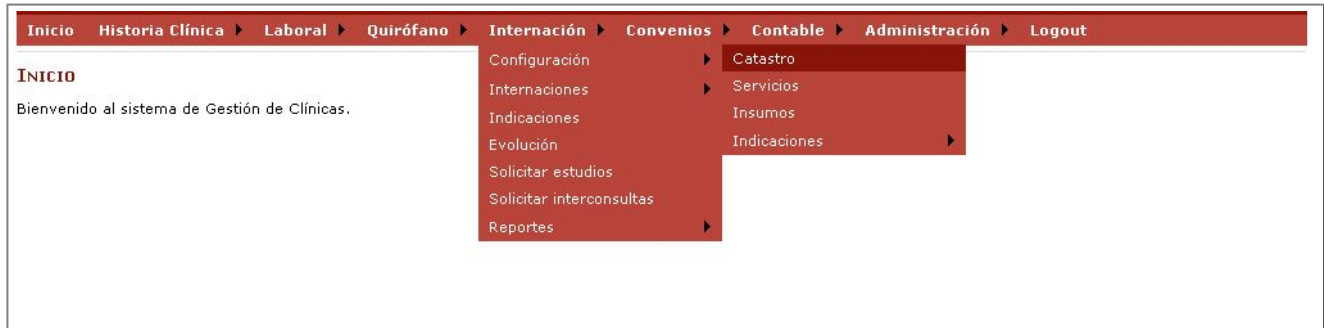 Inicio Historia Clínica Laboral Quirófano Internación Convenios Contable Administración Logout
INICIO
Bienvenido al sistema de Gestión de Clínicas.
Configuración
Internaciones
Indicaciones
Evolución
Solicitar estudios
Solicitar interconsultas
Reportes
Catastro
Servicios
Insumos
Indicaciones